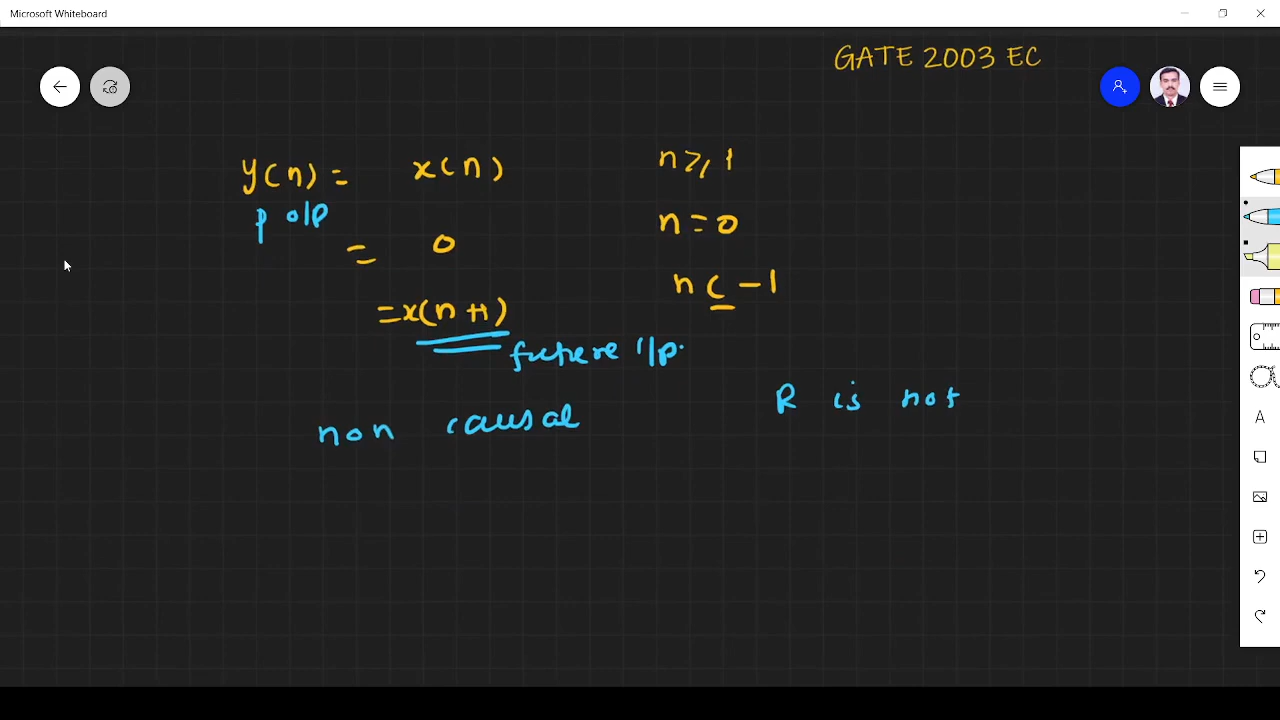 Microsoft Whiteboard
GATE 2003 EC
y(n) = x(n) n ≥ 1
p o/p
= 0 n = 0
= x(n+1) n ≤ -1
future i/p.
non causal R is not
A